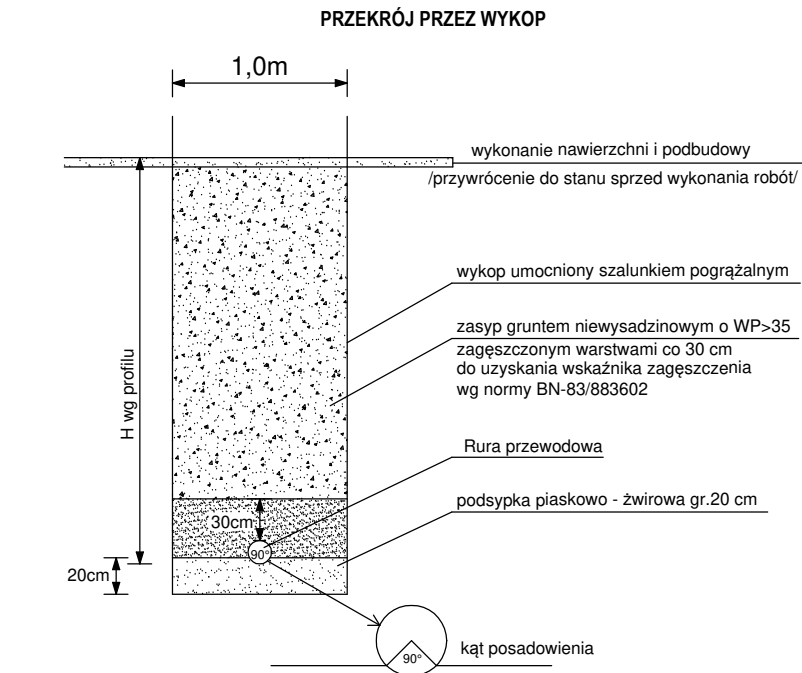 PRZEKRÓJ PRZEZ WYKOP
1,0m
wykonanie nawierzchni i podbudowy
/przywrócenie do stanu sprzed wykonania robót/
wykop umocniony szalunkiem pogrążalnym
zasyp gruntem niewysadzinowym o WP>35
zagęszczonym warstwami co 30 cm
do uzyskania wskaźnika zagęszczenia
wg normy BN-83/883602
H wg profilu
Rura przewodowa
podsypka piaskowo - żwirowa gr.20 cm
30cm
90°
20cm
kąt posadowienia
90°